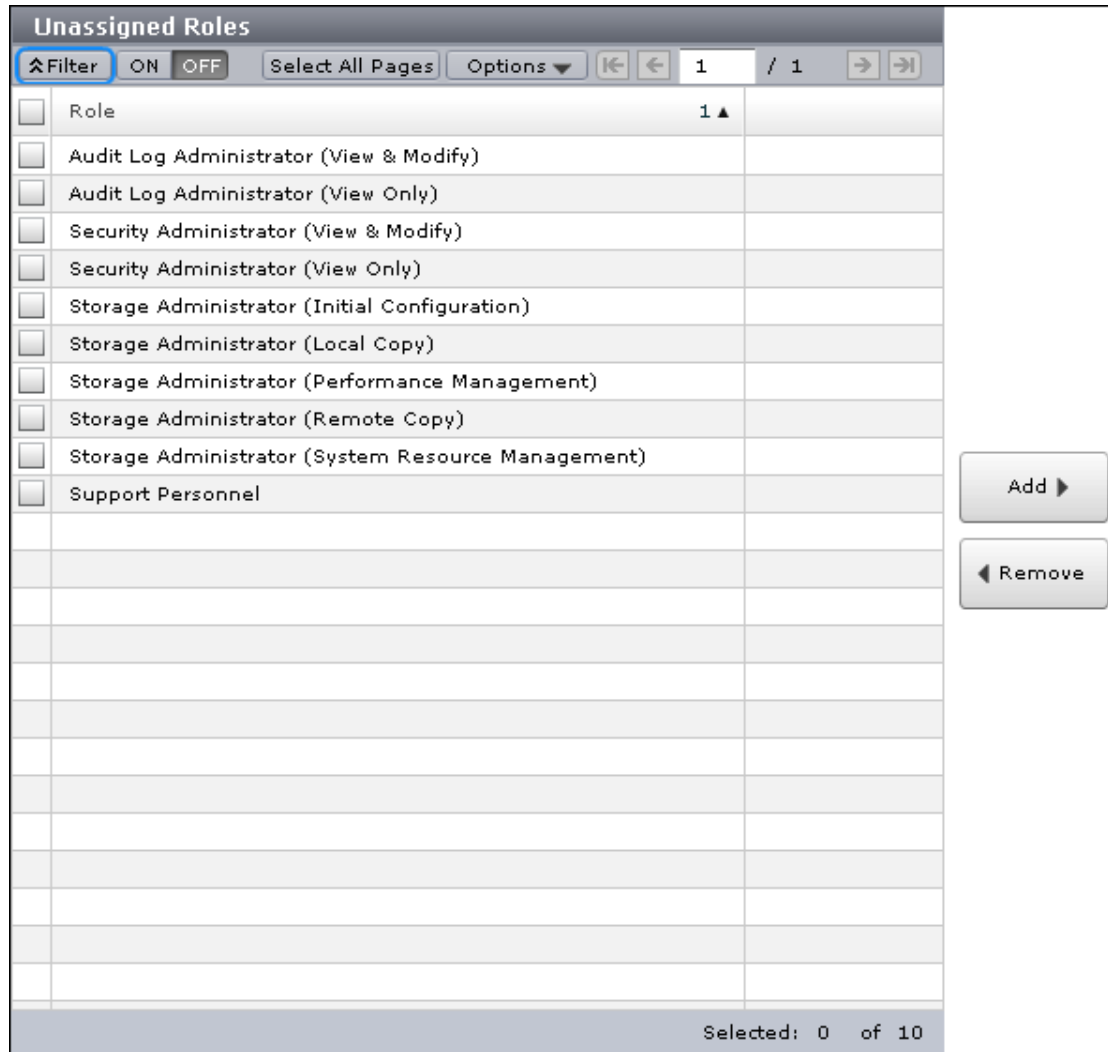 Unassigned Roles
Filter ON OFF Select All Pages Options 1 / 1
Role 1
Audit Log Administrator (View & Modify)
Audit Log Administrator (View Only)
Security Administrator (View & Modify)
Security Administrator (View Only)
Storage Administrator (Initial Configuration)
Storage Administrator (Local Copy)
Storage Administrator (Performance Management)
Storage Administrator (Remote Copy)
Storage Administrator (System Resource Management)
Support Personnel
Add
Remove
Selected: 0 of 10